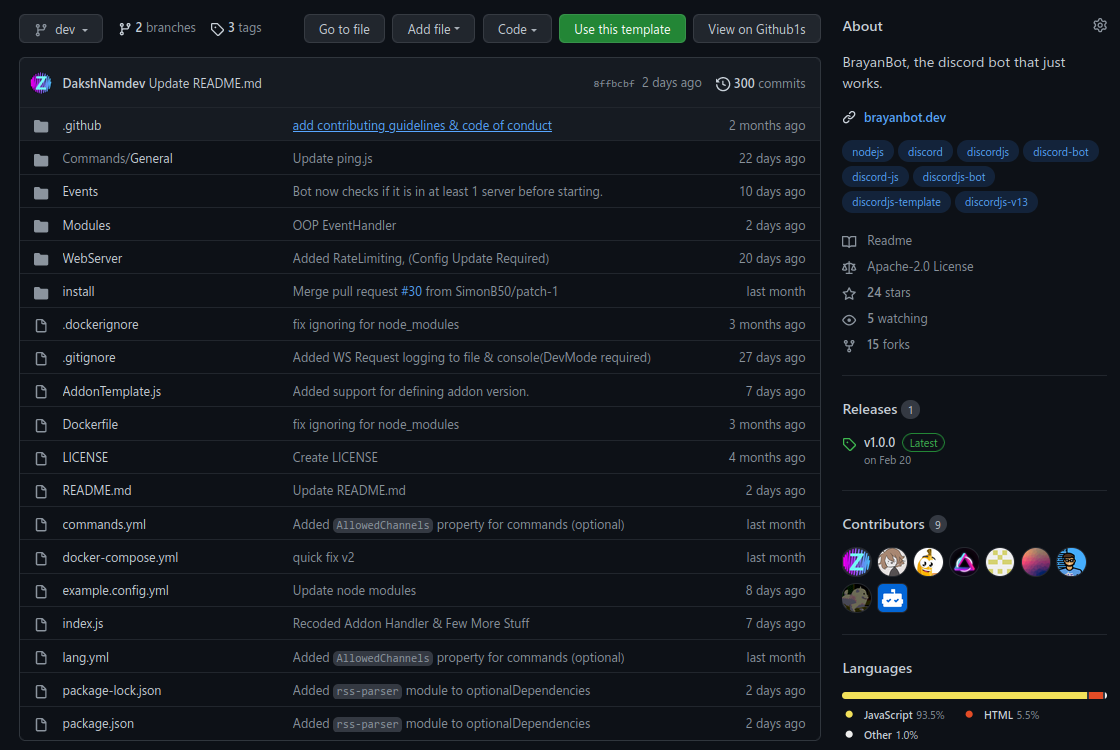 dev 2 branches 3 tags Go to file Add file Code Use this template View on Github1s
DakshNamdev Update README.md 8ffbcbf 2 days ago 300 commits
.github add contributing guidelines & code of conduct 2 months ago
Commands/General Update ping.js 22 days ago
Events Bot now checks if it is in at least 1 server before starting. 10 days ago
Modules OOP EventHandler 2 days ago
WebServer Added RateLimiting, (Config Update Required) 20 days ago
install Merge pull request #30 from SimonB50/patch-1 last month
.dockerignore fix ignoring for node_modules 3 months ago
.gitignore Added WS Request logging to file & console(DevMode required) 27 days ago
AddonTemplate.js Added support for defining addon version. 7 days ago
Dockerfile fix ignoring for node_modules 3 months ago
LICENSE Create LICENSE 4 months ago
README.md Update README.md 2 days ago
commands.yml Added AllowedChannels property for commands (optional) last month
docker-compose.yml quick fix v2 last month
example.config.yml Update node modules 8 days ago
index.js Recoded Addon Handler & Few More Stuff 7 days ago
lang.yml Added AllowedChannels property for commands (optional) last month
package-lock.json Added rss-parser module to optionalDependencies 2 days ago
package.json Added rss-parser module to optionalDependencies 2 days ago
About
BrayanBot, the discord bot that just
works.
brayanbot.dev
nodejs discord discordjs discord-bot
discord-js discordjs-bot
discordjs-template discordjs-v13
Readme
Apache-2.0 License
24 stars
5 watching
15 forks
Releases 1
v1.0.0 Latest
on Feb 20
Contributors 9
Languages
JavaScript 93.5% HTML 5.5%
Other 1.0%